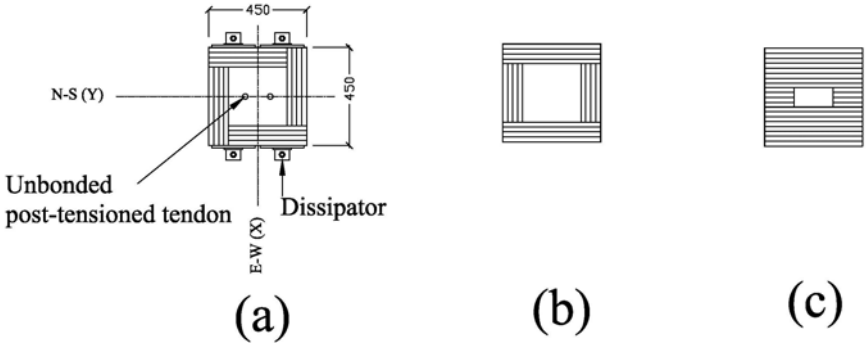 450
450
N-S (Y)
Unbonded
post-tensioned tendon
Dissipator
E-W (X)
(a)
(b)
(c)